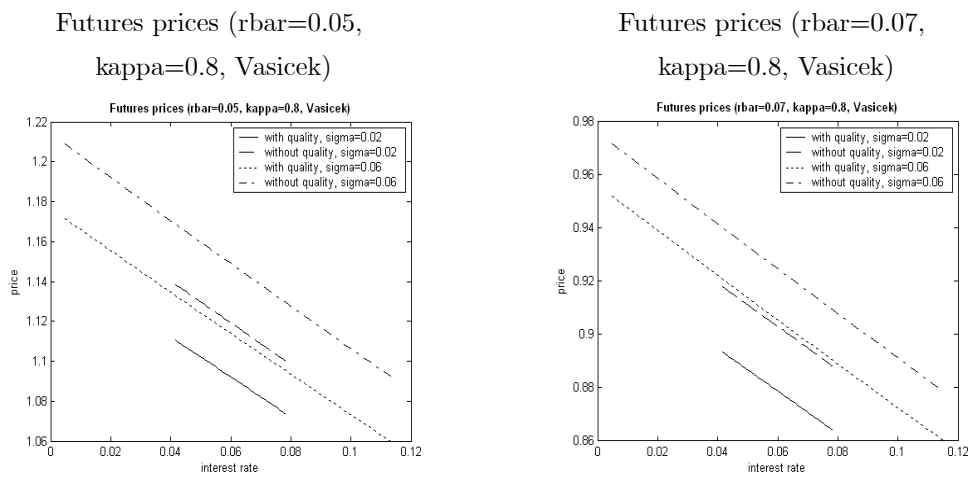 Futures prices (rbar=0.05,
kappa=0.8, Vasicek)
Futures prices (rbar=0.05, kappa=0.8, Vasicek)
1.22
1.2
1.18
1.16
1.14
1.12
1.1
1.08
1.06
price
with quality, sigma=0.02
without quality, sigma=0.02
with quality, sigma=0.06
without quality, sigma=0.06
0 0.02 0.04 0.06 0.08 0.1 0.12
interest rate
Futures prices (rbar=0.07,
kappa=0.8, Vasicek)
Futures prices (rbar=0.07, kappa=0.8, Vasicek)
0.98
0.96
0.94
0.92
0.9
0.88
0.86
price
with quality, sigma=0.02
without quality, sigma=0.02
with quality, sigma=0.06
without quality, sigma=0.06
0 0.02 0.04 0.06 0.08 0.1 0.12
interest rate